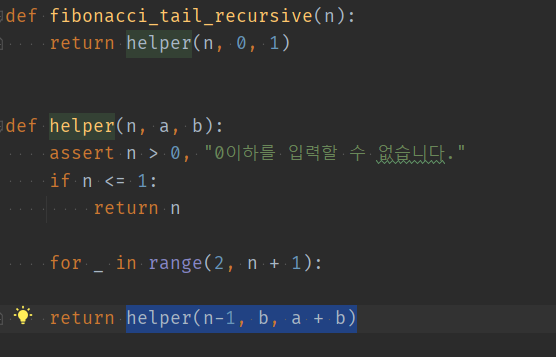 def fibonacci_tail_recursive(n):
    return helper(n, 0, 1)
def helper(n, a, b):
    assert n > 0, "0이하를 입력할 수 없습니다."
    if n <= 1:
        return n
    for _ in range(2, n + 1):
    return helper(n-1, b, a + b)